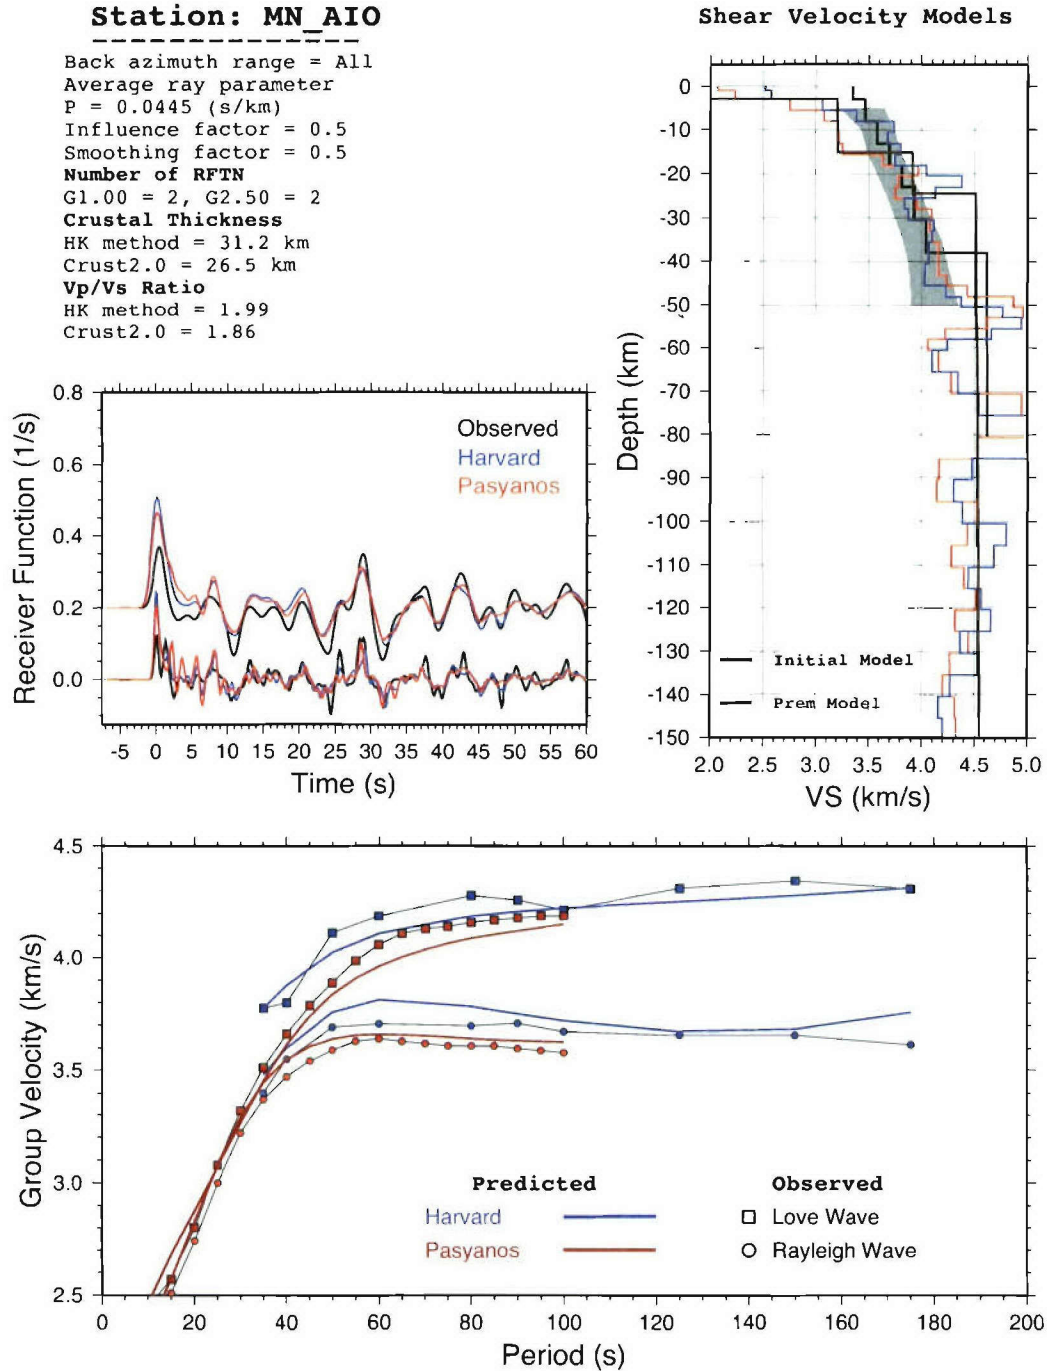 Station: MN_AIO
Back azimuth range = All
Average ray parameter
P = 0.0445 (s/km)
Influence factor = 0.5
Smoothing factor = 0.5
Number of RFTN
G1.00 = 2, G2.50 = 2
Crustal Thickness
HK method = 31.2 km
Crust2.0 = 26.5 km
Vp/Vs Ratio
HK method = 1.99
Crust2.0 = 1.86
Shear Velocity Models
0
-10
-20
-30
-40
-50
-60
-70
-80
-90
-100
-110
-120
-130
-140
-150
Depth (km)
Initial Model
Prem Model
2.0 2.5 3.0 3.5 4.0 4.5 5.0
VS (km/s)
0.8
0.6
0.4
0.2
0.0
Receiver Function (1/s)
Observed
Harvard
Pasyanos
-5 0 5 10 15 20 25 30 35 40 45 50 55 60
Time (s)
4.5
4.0
3.5
3.0
2.5
Group Velocity (km/s)
Predicted Observed
Harvard Love Wave
Pasyanos Rayleigh Wave
0 20 40 60 80 100 120 140 160 180 200
Period (s)